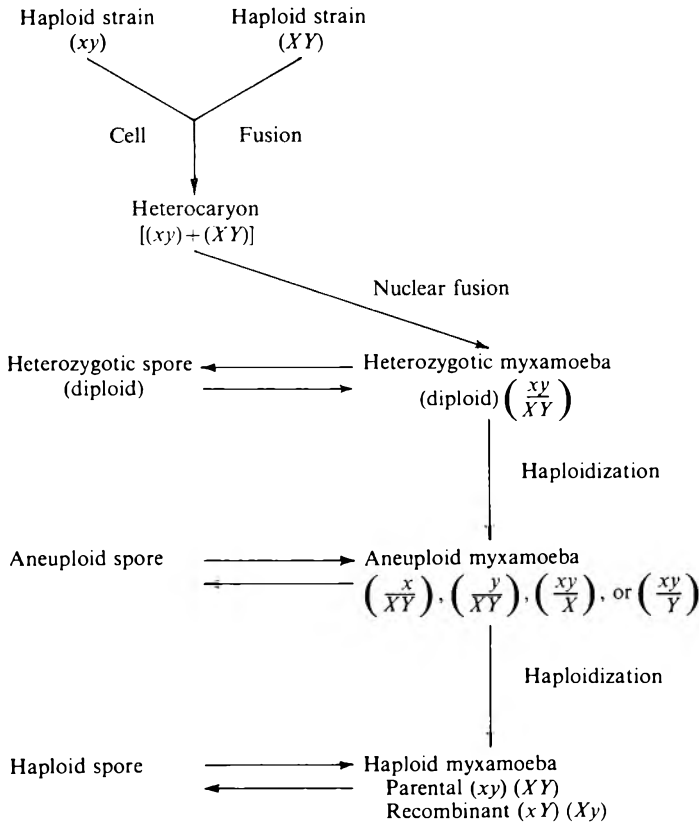 Haploid strain Haploid strain
(xy) (XY)
Cell Fusion
Heterocaryon
[(xy)+(XY)]
Nuclear fusion
Heterozygotic spore Heterozygotic myxamoeba
(diploid) (diploid) (xy/XY)
Haploidization
Aneuploid spore Aneuploid myxamoeba
(x/XY), (y/XY), (xy/X), or (xy/Y)
Haploidization
Haploid spore Haploid myxamoeba
Parental (xy) (XY)
Recombinant (xY) (Xy)